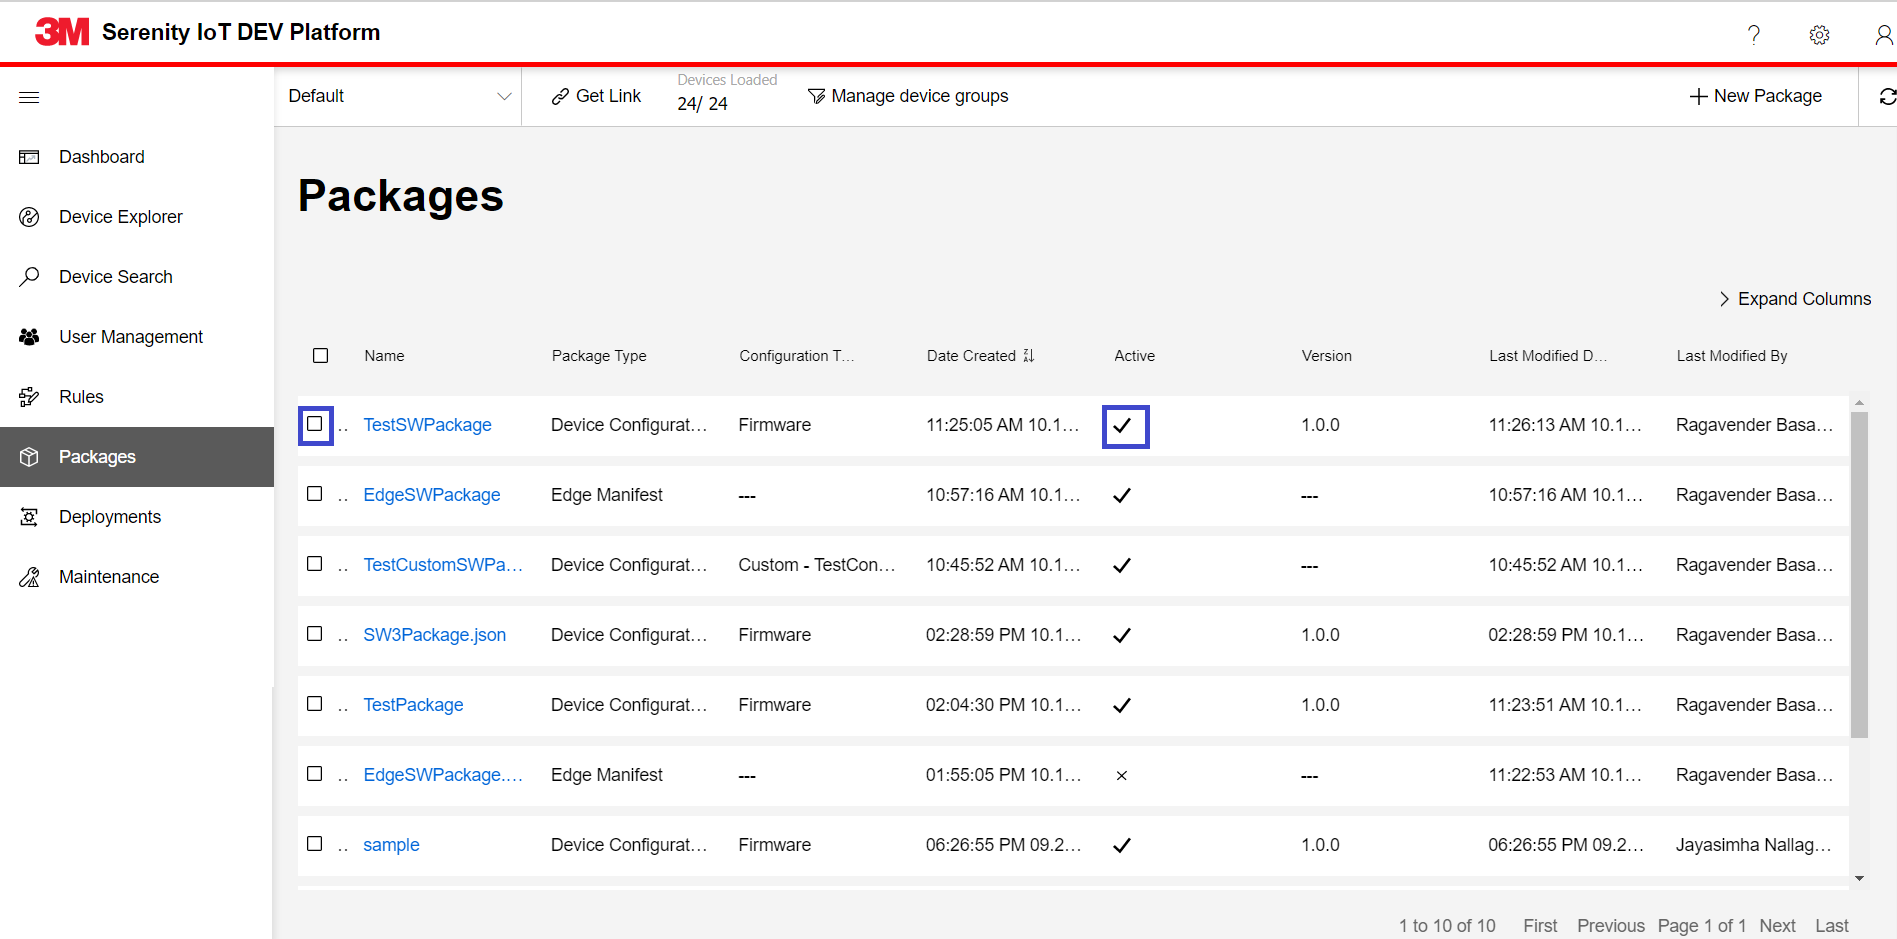 3M Serenity IoT DEV Platform
Default
Get Link
Devices Loaded
24/ 24
Manage device groups
New Package
Dashboard
Device Explorer
Device Search
User Management
Rules
Packages
Deployments
Maintenance
Packages
Expand Columns
Name Package Type Configuration T... Date Created Active Version Last Modified D... Last Modified By
.. TestSWPackage Device Configurat... Firmware 11:25:05 AM 10.1... 1.0.0 11:26:13 AM 10.1... Ragavender Basa...
.. EdgeSWPackage Edge Manifest --- 10:57:16 AM 10.1... --- 10:57:16 AM 10.1... Ragavender Basa...
.. TestCustomSWPa... Device Configurat... Custom - TestCon... 10:45:52 AM 10.1... --- 10:45:52 AM 10.1... Ragavender Basa...
.. SW3Package.json Device Configurat... Firmware 02:28:59 PM 10.1... 1.0.0 02:28:59 PM 10.1... Ragavender Basa...
.. TestPackage Device Configurat... Firmware 02:04:30 PM 10.1... 1.0.0 11:23:51 AM 10.1... Ragavender Basa...
.. EdgeSWPackage.... Edge Manifest --- 01:55:05 PM 10.1... --- 11:22:53 AM 10.1... Ragavender Basa...
.. sample Device Configurat... Firmware 06:26:55 PM 09.2... 1.0.0 06:26:55 PM 09.2... Jayasimha Nallag...
1 to 10 of 10 First Previous Page 1 of 1 Next Last